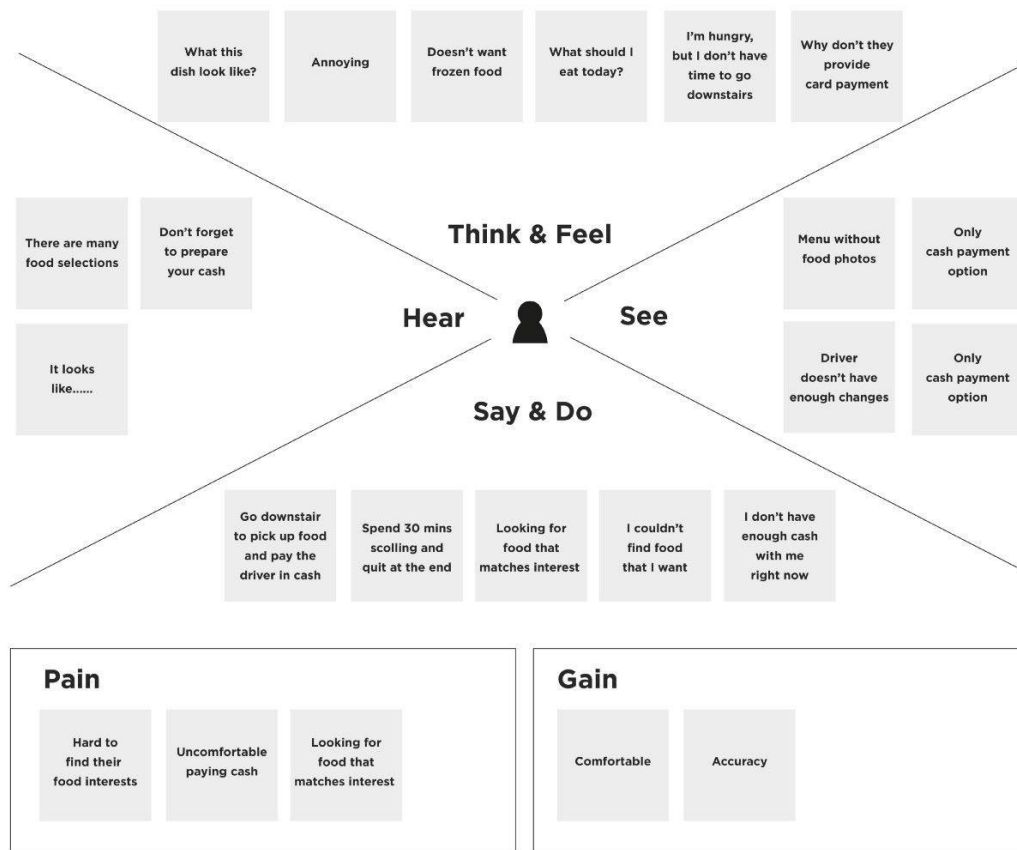 What this
dish look like?
Annoying
Doesn't want
frozen food
What should I
eat today?
I'm hungry,
but I don't have
time to go
downstairs
Why don't they
provide
card payment
Think & Feel
There are many
food selections
Don't forget
to prepare
your cash
It looks
like......
Hear
See
Menu without
food photos
Only
cash payment
option
Driver
doesn't have
enough changes
Only
cash payment
option
Say & Do
Go downstair
to pick up food
and pay the
driver in cash
Spend 30 mins
scolling and
quit at the end
Looking for
food that
matches interest
I couldn't
find food
that I want
I don't have
enough cash
with me
right now
Pain
Hard to
find their
food interests
Uncomfortable
paying cash
Looking for
food that
matches interest
Gain
Comfortable
Accuracy